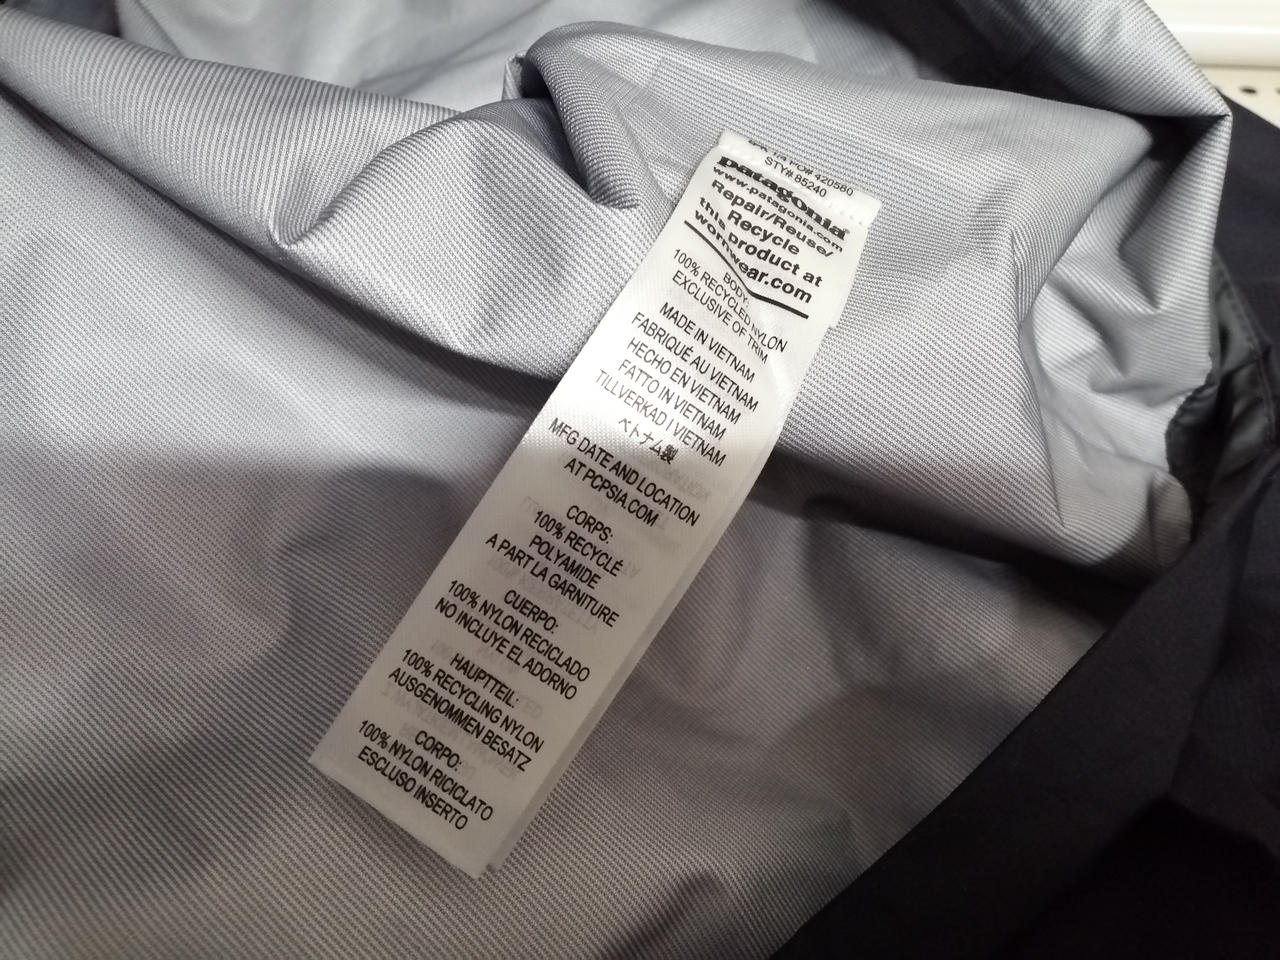 PO# 420580
STY# 85240
patagonia®
www.patagonia.com
Repair/Reuse/
Recycle
this product at
wornwear.com
BODY:
100% RECYCLED NYLON
EXCLUSIVE OF TRIM
MADE IN VIETNAM
FABRIQUÉ AU VIETNAM
HECHO EN VIETNAM
FATTO IN VIETNAM
TILLVERKAD I VIETNAM
ベトナム製
MFG DATE AND LOCATION
AT PCPSIA.COM
CORPS:
100% RECYCLÉ
POLYAMIDE
A PART LA GARNITURE
CUERPO:
100% NYLON RECICLADO
NO INCLUYE EL ADORNO
HAUPTTEIL:
100% RECYCLING NYLON
AUSGENOMMEN BESATZ
CORPO:
100% NYLON RICICLATO
ESCLUSO INSERTO